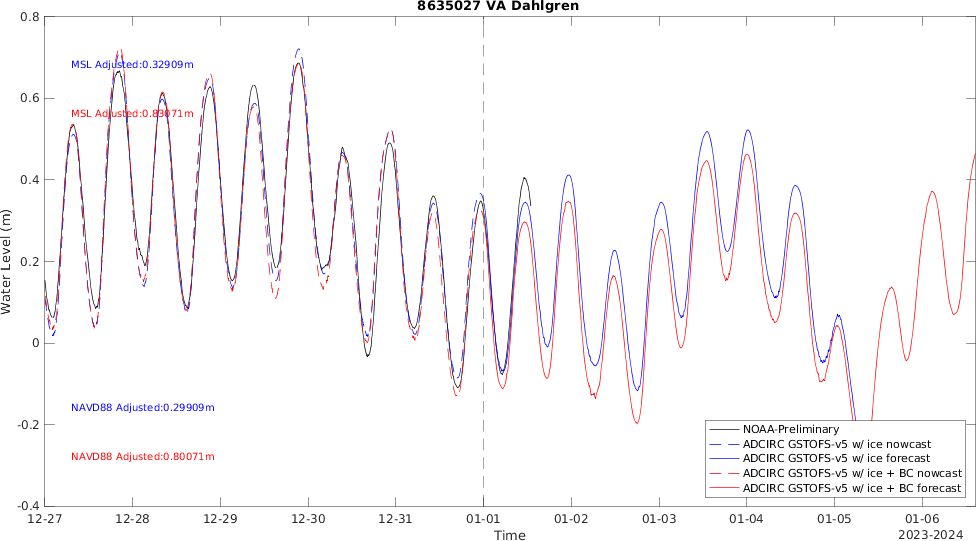 8635027 VA Dahlgren
0.8
0.6
0.4
0.2
0
-0.2
-0.4
Water Level (m)
MSL Adjusted:0.32909m
MSL Adjusted:0.83071m
NAVD88 Adjusted:0.29909m
NAVD88 Adjusted:0.80071m
NOAA-Preliminary
ADCIRC GSTOFS-v5 w/ ice nowcast
ADCIRC GSTOFS-v5 w/ ice forecast
ADCIRC GSTOFS-v5 w/ ice + BC nowcast
ADCIRC GSTOFS-v5 w/ ice + BC forecast
12-27 12-28 12-29 12-30 12-31 01-01 01-02 01-03 01-04 01-05 01-06
Time
2023-2024